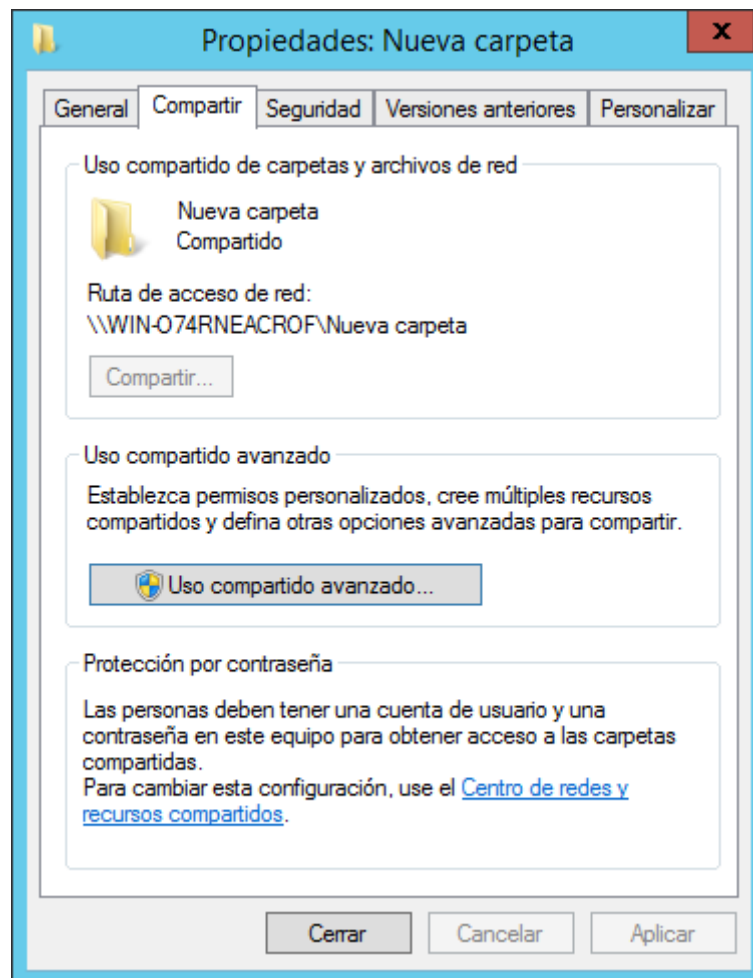 Propiedades: Nueva carpeta
x
General Compartir Seguridad Versiones anteriores Personalizar
Uso compartido de carpetas y archivos de red
Nueva carpeta
Compartido
Ruta de acceso de red:
\\WIN-O74RNEACROF\Nueva carpeta
Compartir...
Uso compartido avanzado
Establezca permisos personalizados, cree múltiples recursos
compartidos y defina otras opciones avanzadas para compartir.
Uso compartido avanzado...
Protección por contraseña
Las personas deben tener una cuenta de usuario y una
contraseña en este equipo para obtener acceso a las carpetas
compartidas.
Para cambiar esta configuración, use el Centro de redes y
recursos compartidos.
Cerrar Cancelar Aplicar